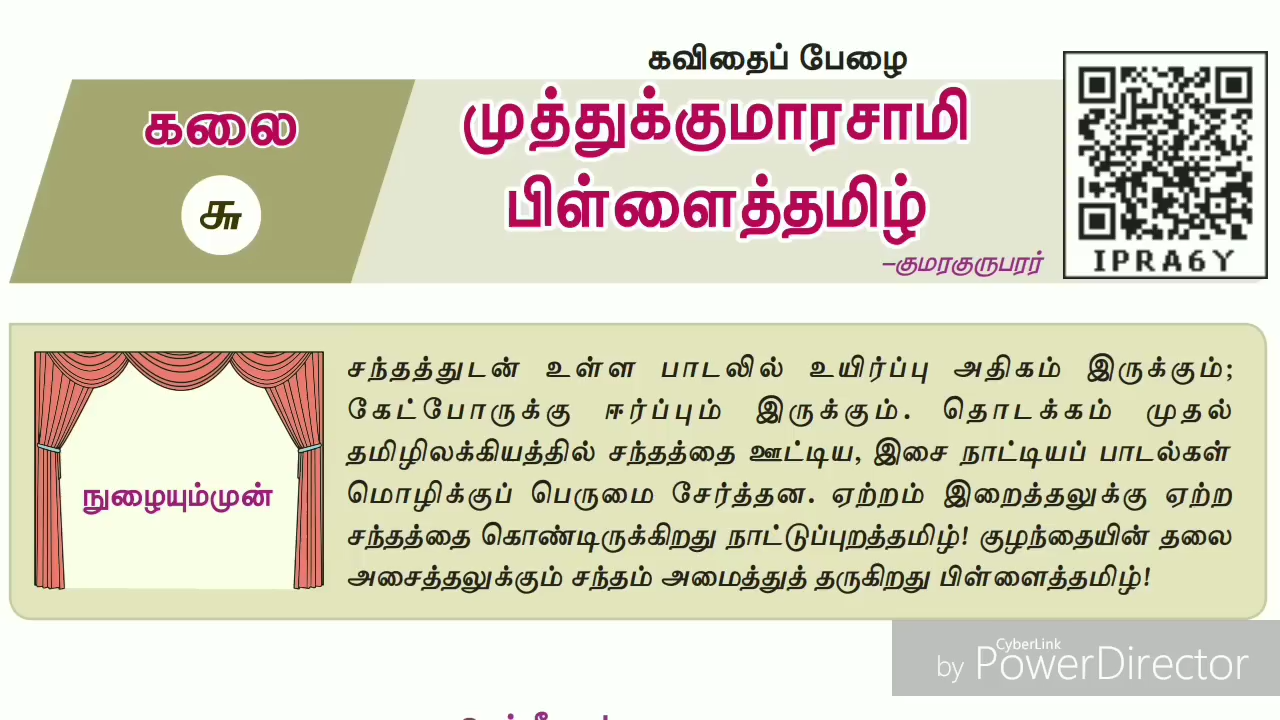 கவிதைப் பேழை
கலை
௬
முத்துக்குமாரசாமி
பிள்ளைத்தமிழ்
–குமரகுருபரர்
IPRA6Y
நுழையும்முன்
சந்தத்துடன் உள்ள பாடலில் உயிர்ப்பு அதிகம் இருக்கும்;
கேட்போருக்கு ஈர்ப்பும் இருக்கும். தொடக்கம் முதல்
தமிழிலக்கியத்தில் சந்தத்தை ஊட்டிய, இசை நாட்டியப் பாடல்கள்
மொழிக்குப் பெருமை சேர்த்தன. ஏற்றம் இறைத்தலுக்கு ஏற்ற
சந்தத்தை கொண்டிருக்கிறது நாட்டுப்புறத்தமிழ்! குழந்தையின் தலை
அசைத்தலுக்கும் சந்தம் அமைத்துத் தருகிறது பிள்ளைத்தமிழ்!
CyberLink
by PowerDirector